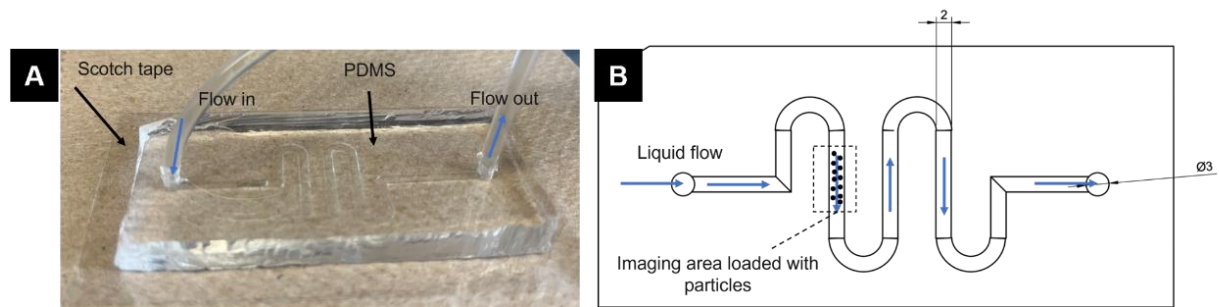 A
Scotch tape
PDMS
Flow in
Flow out
B
2
Liquid flow
Ø3
Imaging area loaded with
particles